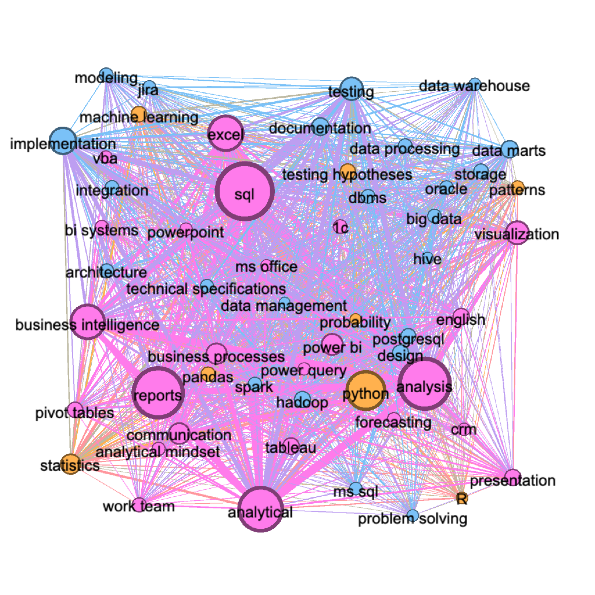 modeling
jira
testing
data warehouse
machine learning
implementation
excel
documentation
data processing
data marts
vba
testing hypotheses
storage
integration
sql
dbms
oracle
patterns
big data
bi systems
powerpoint
1c
visualization
architecture
ms office
hive
technical specifications
data management
business intelligence
probability
english
postgresql
power bi
design
business processes
power query
pandas
spark
reports
hadoop
python
analysis
pivot tables
forecasting
crm
communication
analytical mindset
tableau
statistics
presentation
ms sql
R
work team
analytical
problem solving